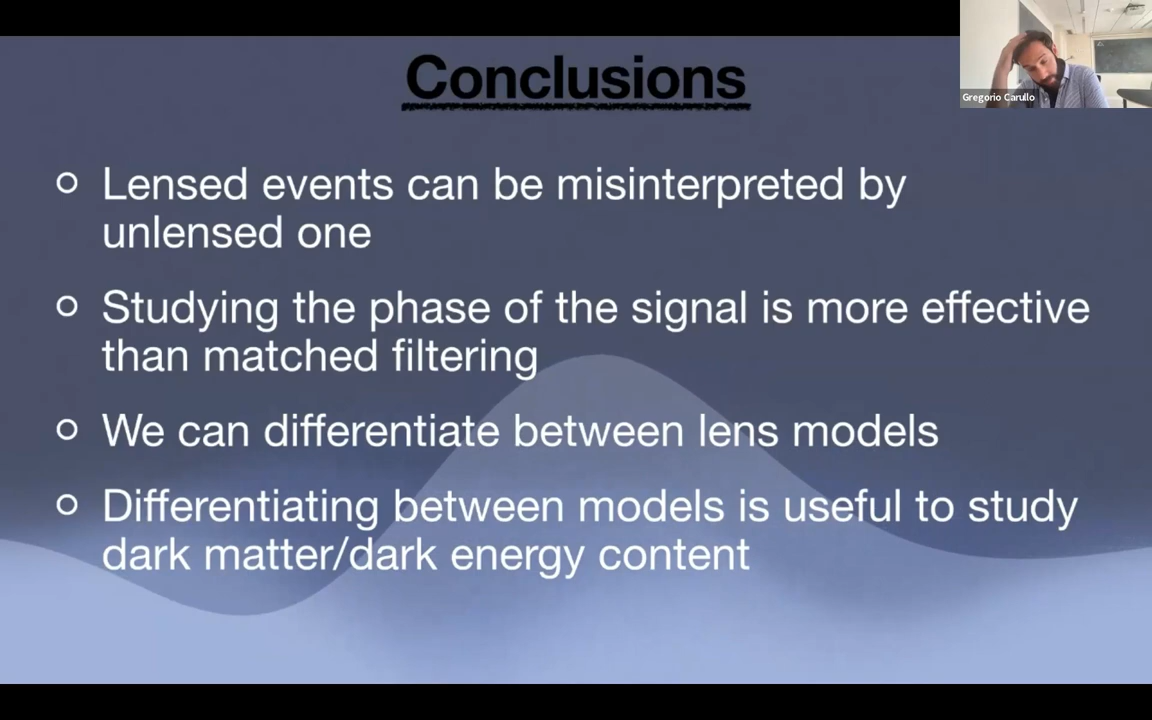 Conclusions
Gregorio Carullo
Lensed events can be misinterpreted by
unlensed one
Studying the phase of the signal is more effective
than matched filtering
We can differentiate between lens models
Differentiating between models is useful to study
dark matter/dark energy content